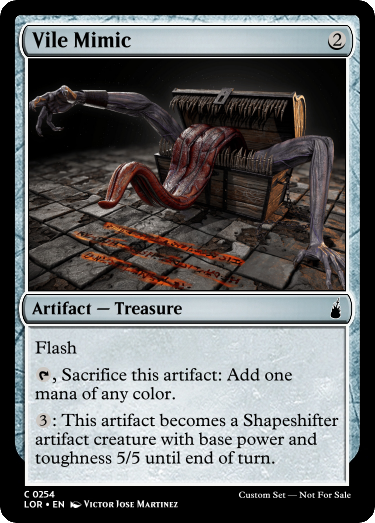 Vile Mimic
2
Artifact — Treasure
Flash
, Sacrifice this artifact: Add one
mana of any color.
3 : This artifact becomes a Shapeshifter
artifact creature with base power and
toughness 5/5 until end of turn.
C 0254
LOR • EN Victor Jose Martinez
Custom Set — Not For Sale